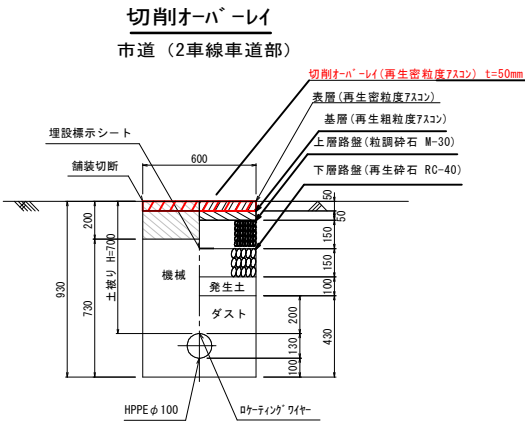 切削オーバーレイ
市道（2車線車道部）
切削オーバーレイ(再生密粒度アスコン) t=50mm
表層(再生密粒度アスコン)
基層(再生粗粒度アスコン)
上層路盤(粒調砕石 M-30)
下層路盤(再生砕石 RC-40)
埋設標示シート
舗装切断
600
50
50
150
150
100
200
130
100
430
200
730
930
土被り H=700
機械
発生土
ダスト
HPPEφ100
ロケーティングワイヤー